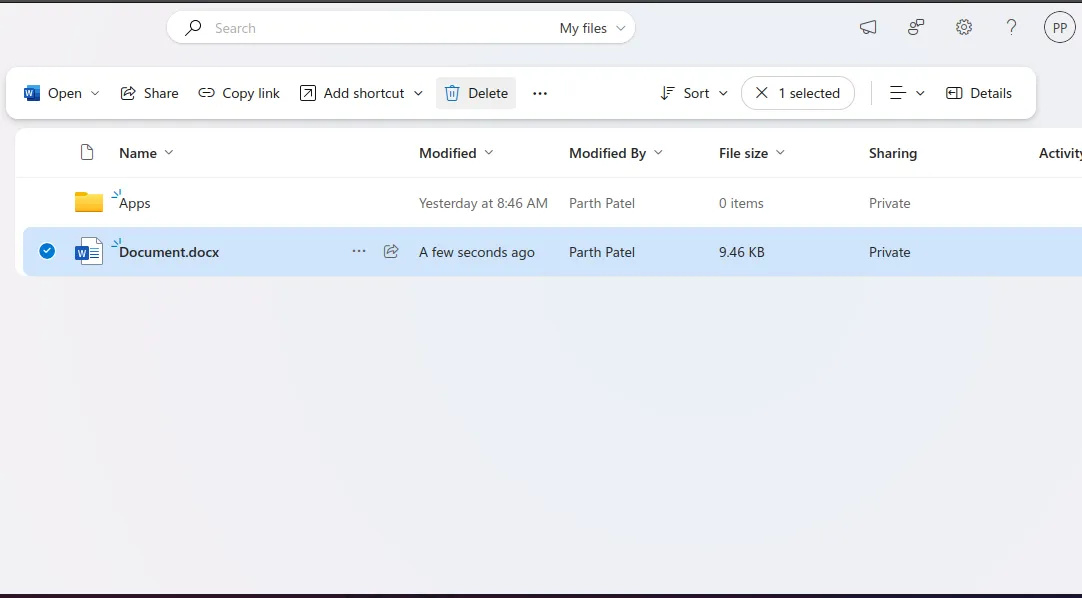 Search My files ? PP
Open Share Copy link Add shortcut Delete ... Sort 1 selected Details
Name Modified Modified By File size Sharing Activity
Apps Yesterday at 8:46 AM Parth Patel 0 items Private
Document.docx ... A few seconds ago Parth Patel 9.46 KB Private